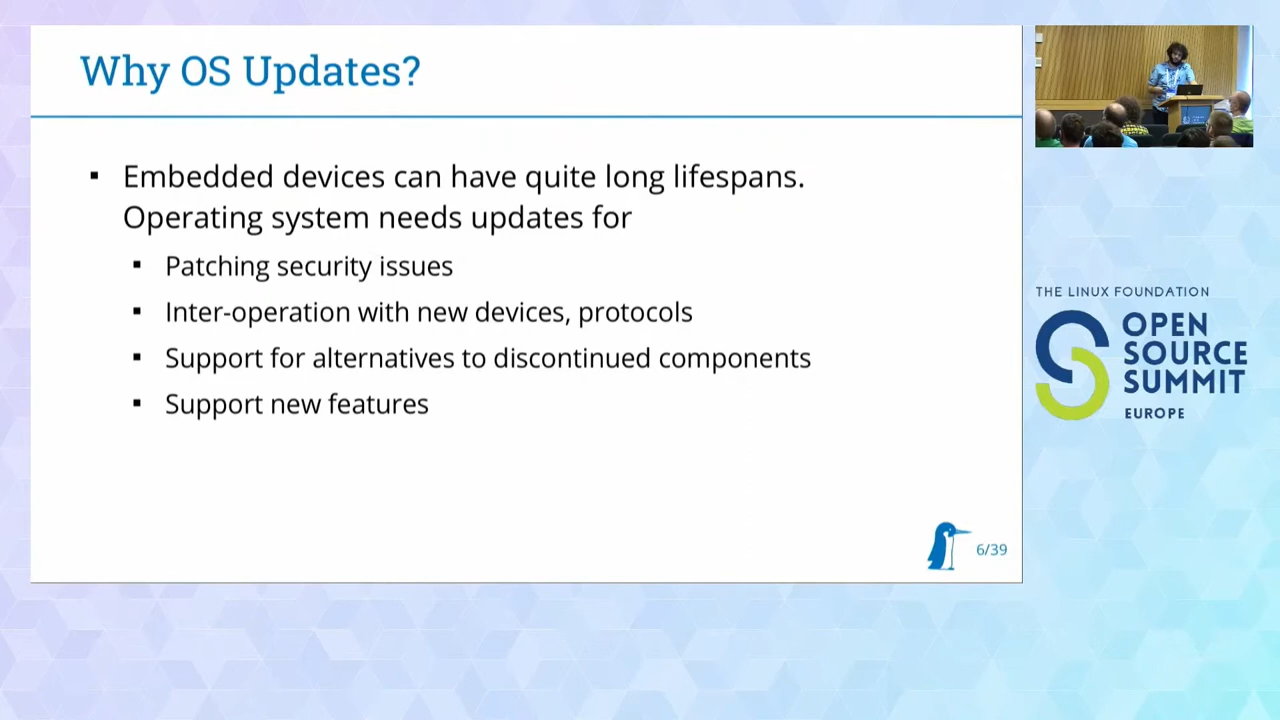 Why OS Updates?
▪ Embedded devices can have quite long lifespans.
Operating system needs updates for
▪ Patching security issues
▪ Inter-operation with new devices, protocols
▪ Support for alternatives to discontinued components
▪ Support new features
6/39
THE LINUX FOUNDATION
OPEN
SOURCE
SUMMIT
EUROPE